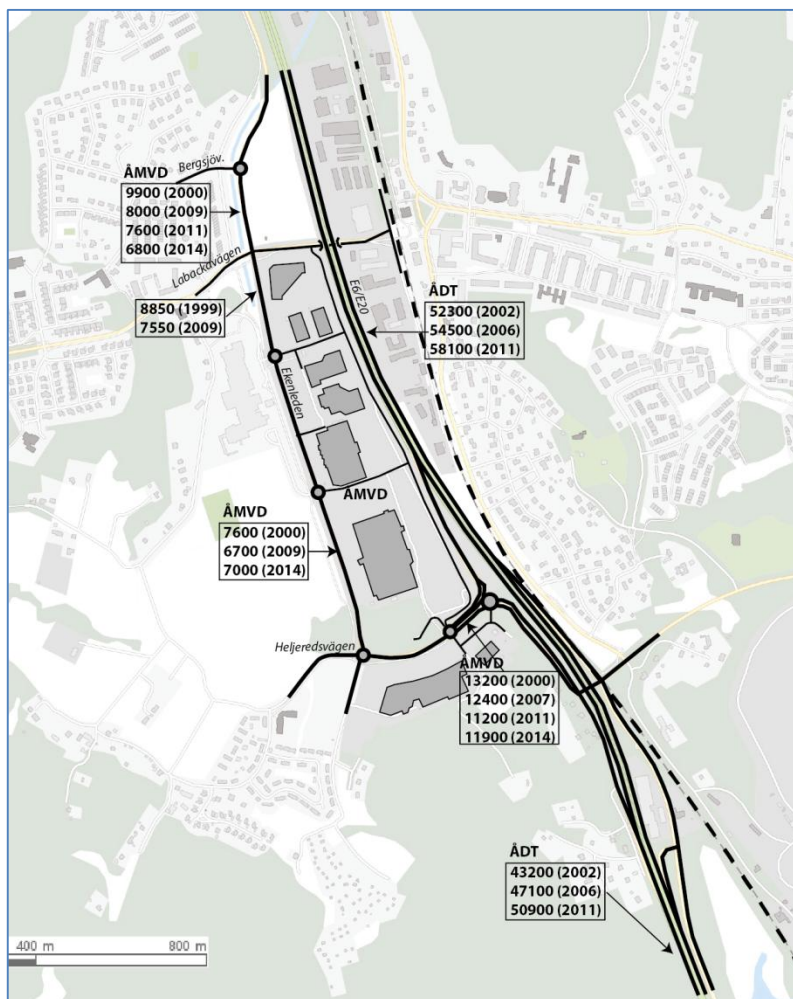 Bergsjöv.
ÅMVD
9900 (2000)
8000 (2009)
7600 (2011)
6800 (2014)
Labackavägen
8850 (1999)
7550 (2009)
E6/E20
ÅDT
52300 (2002)
54500 (2006)
58100 (2011)
Ekenleden
ÅMVD
ÅMVD
7600 (2000)
6700 (2009)
7000 (2014)
Heljeredsvägen
ÅMVD
13200 (2000)
12400 (2007)
11200 (2011)
11900 (2014)
ÅDT
43200 (2002)
47100 (2006)
50900 (2011)
400 m 800 m